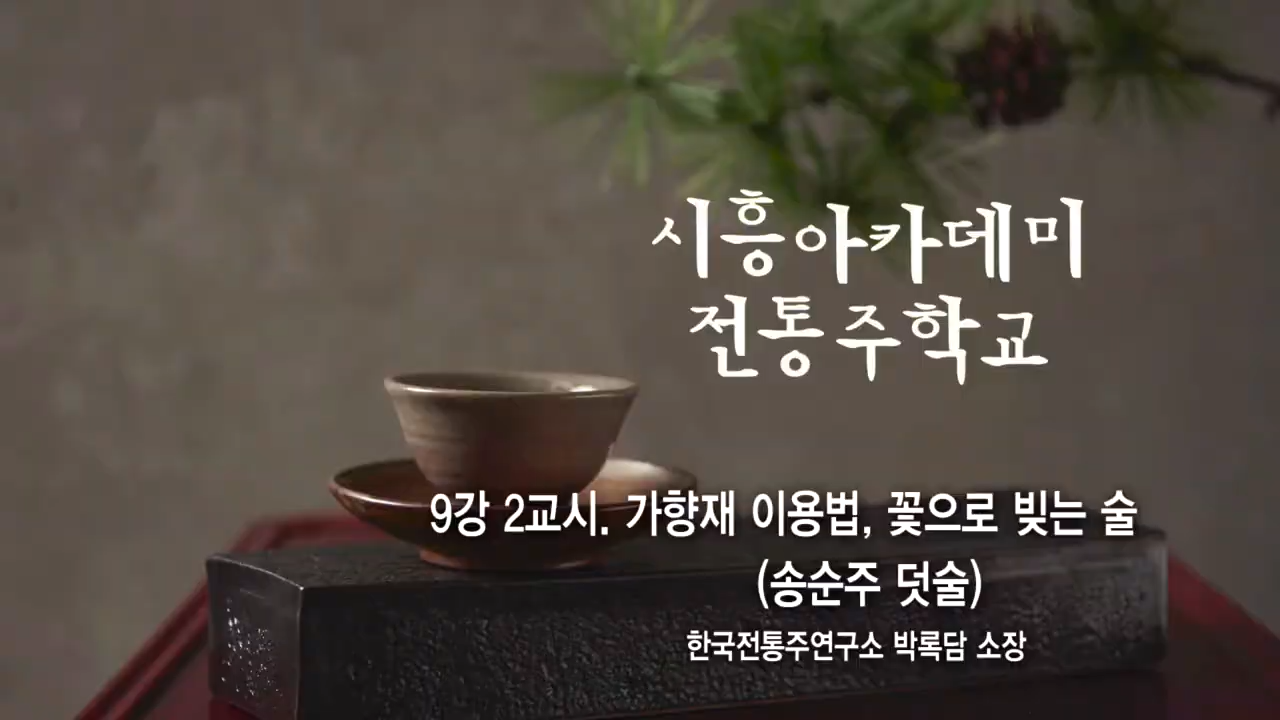 시흥아카데미
전통주학교
9강 2교시. 가향재 이용법, 꽃으로 빚는 술
(송순주 덧술)
한국전통주연구소 박록담 소장